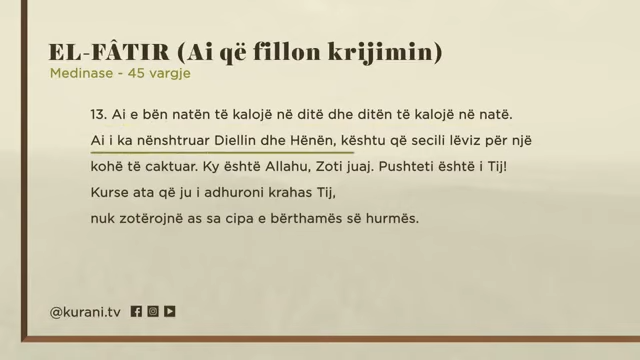 EL-FÂTIR (Ai që fillon krijimin)
Medinase - 45 vargje
13. Ai e bën natën të kalojë në ditë dhe ditën të kalojë në natë.
Ai i ka nënshtruar Diellin dhe Hënën, kështu që secili lëviz për një
kohë të caktuar. Ky është Allahu, Zoti juaj. Pushteti është i Tij!
Kurse ata që ju i adhuroni krahas Tij,
nuk zotërojnë as sa cipa e bërthamës së hurmës.
@kurani.tv